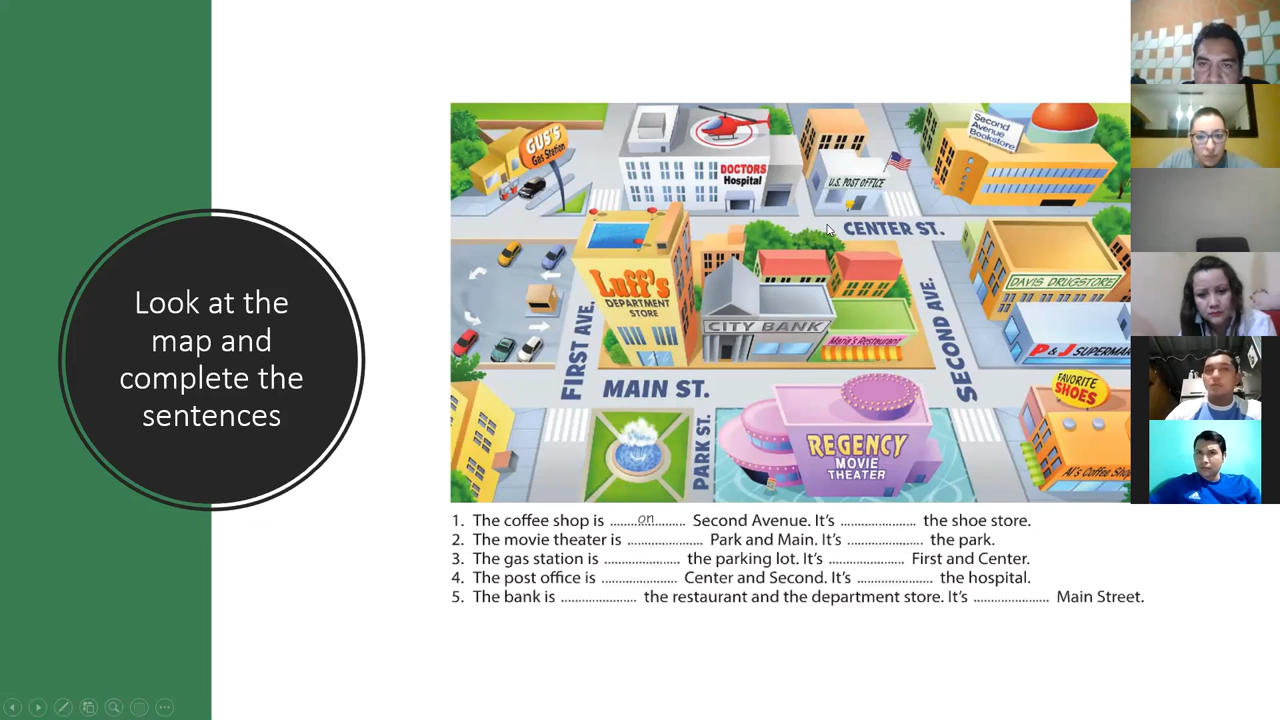 Look at the
map and
complete the
sentences
GUS'S
Gas Station
DOCTORS
Hospital
U.S. POST OFFICE
Second
Avenue
Bookstore
CENTER ST.
Luff's
DEPARTMENT
STORE
CITY BANK
Maria's Restaurant
DAVIS DRUGSTORE
P & J SUPERMAR
FIRST AVE.
SECOND AVE.
MAIN ST.
PARK ST.
REGENCY
MOVIE
THEATER
FAVORITE
SHOES
Al's Coffee Shop
1. The coffee shop is .........on.......... Second Avenue. It's ...................... the shoe store.
2. The movie theater is ...................... Park and Main. It's ...................... the park.
3. The gas station is ...................... the parking lot. It's ...................... First and Center.
4. The post office is ...................... Center and Second. It's ...................... the hospital.
5. The bank is ...................... the restaurant and the department store. It's ...................... Main Street.